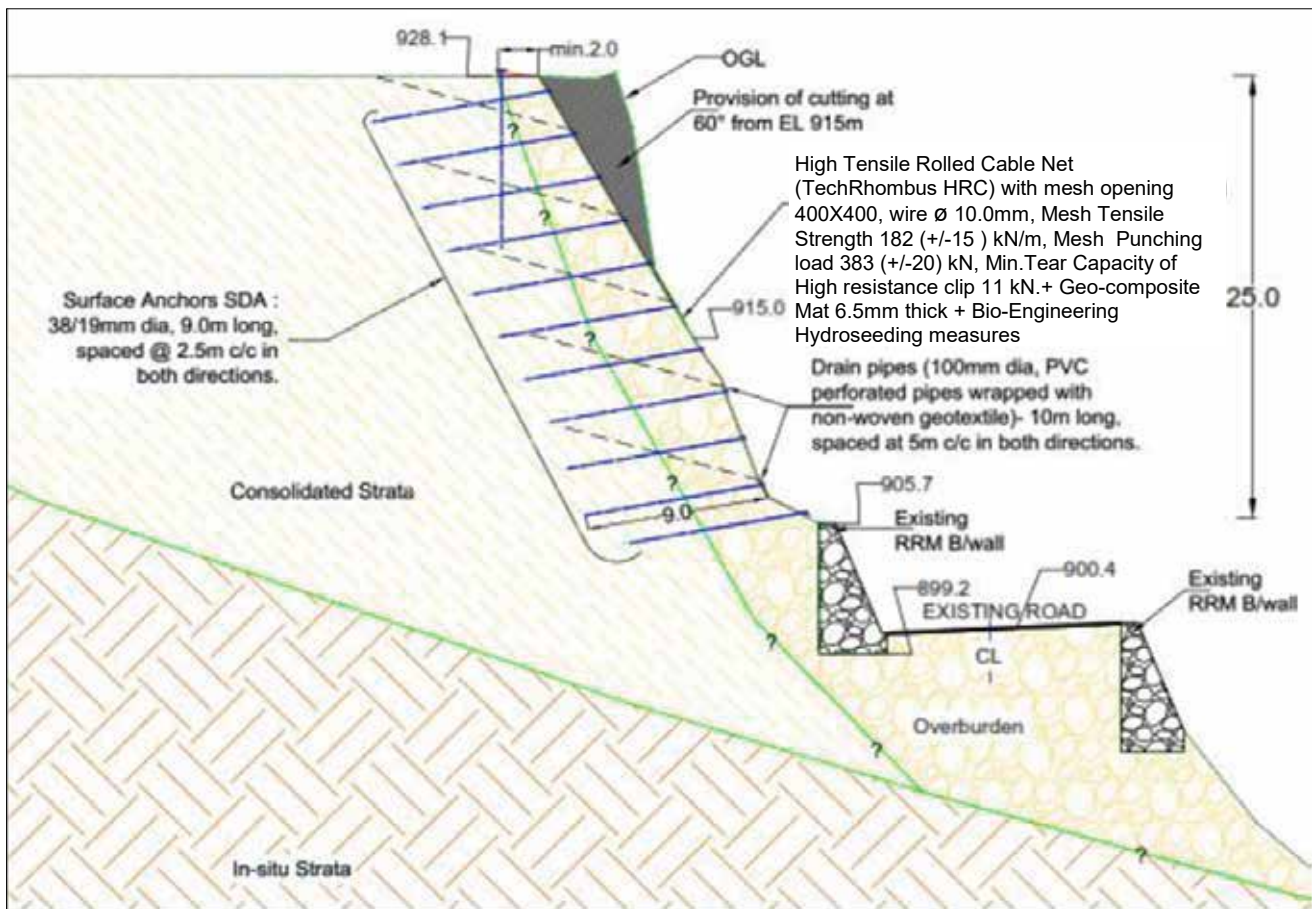 928.1
min.2.0
OGL
Provision of cutting at
60° from EL 915m
High Tensile Rolled Cable Net
(TechRhombus HRC) with mesh opening
400X400, wire ø 10.0mm, Mesh Tensile
Strength 182 (+/-15 ) kN/m, Mesh Punching
load 383 (+/-20) kN, Min.Tear Capacity of
High resistance clip 11 kN.+ Geo-composite
Mat 6.5mm thick + Bio-Engineering
Hydroseeding measures
25.0
?
?
Surface Anchors SDA :
38/19mm dia, 9.0m long,
spaced @ 2.5m c/c in
both directions.
915.0
?
Drain pipes (100mm dia, PVC
perforated pipes wrapped with
non-woven geotextile)- 10m long,
spaced at 5m c/c in both directions.
Consolidated Strata
?
9.0
905.7
Existing
RRM B/wall
899.2
900.4
EXISTING ROAD
Existing
RRM B/wall
CL
?
Overburden
?
?
In-situ Strata